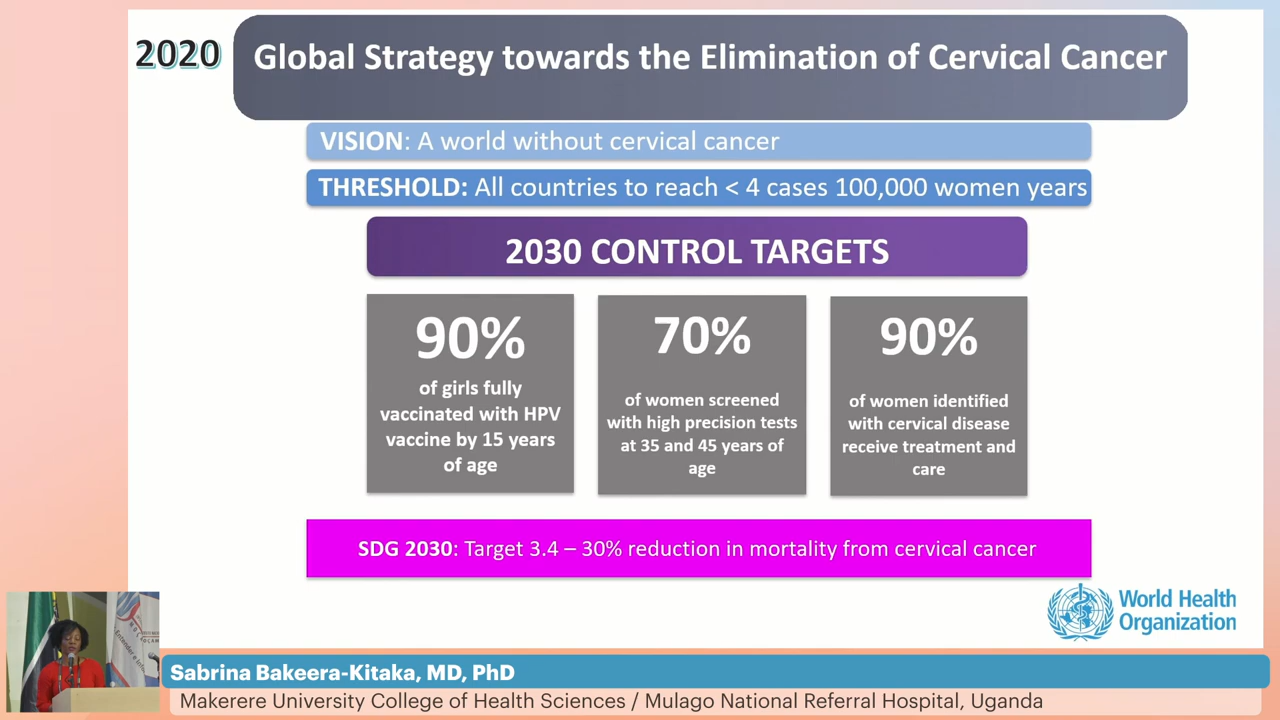 2020
Global Strategy towards the Elimination of Cervical Cancer
VISION: A world without cervical cancer
THRESHOLD: All countries to reach < 4 cases 100,000 women years
2030 CONTROL TARGETS
90%
of girls fully
vaccinated with HPV
vaccine by 15 years
of age
70%
of women screened
with high precision tests
at 35 and 45 years of
age
90%
of women identified
with cervical disease
receive treatment and
care
SDG 2030: Target 3.4 – 30% reduction in mortality from cervical cancer
World Health
Organization
Sabrina Bakeera-Kitaka, MD, PhD
Makerere University College of Health Sciences / Mulago National Referral Hospital, Uganda